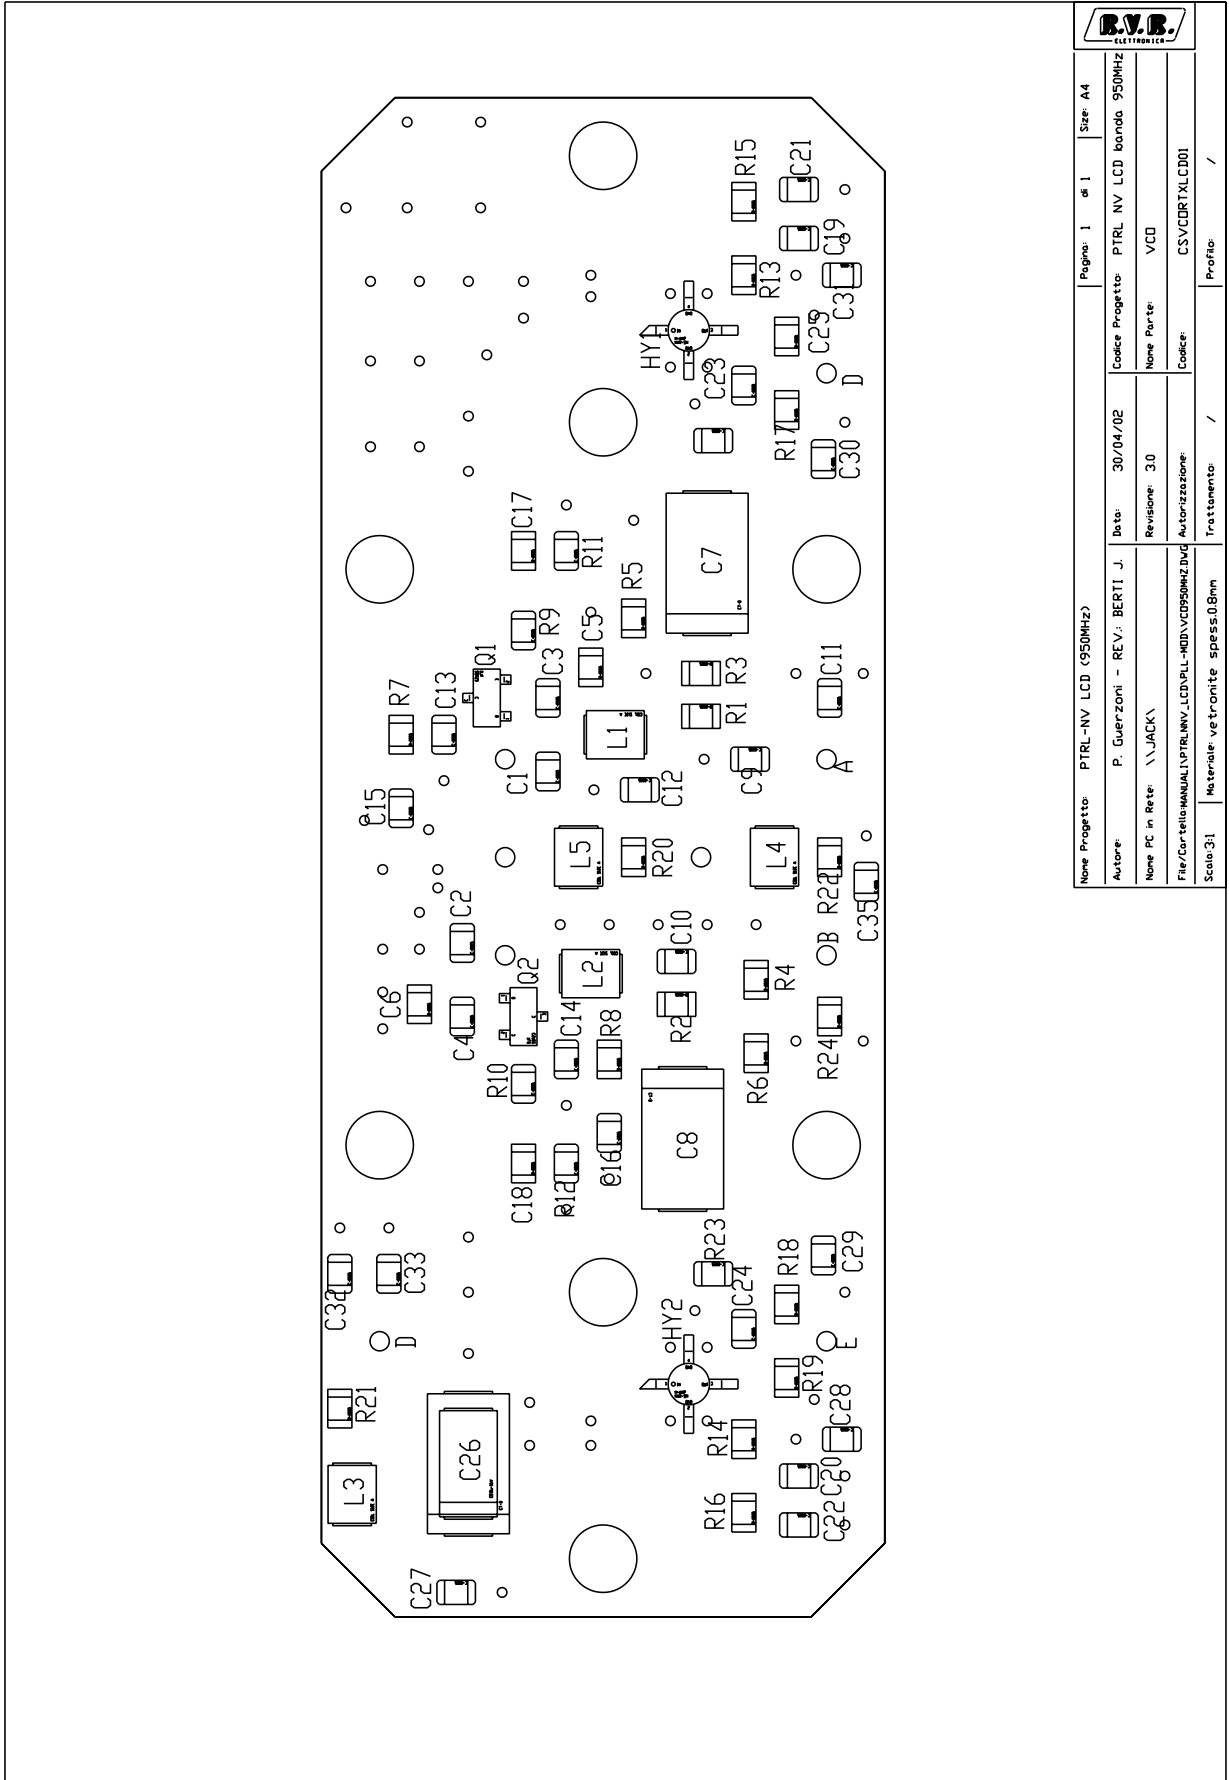 R.V.R.
ELETTRONICA
Nome Progetto: PTRL-NV LCD (950MHz)
Pagina: 1 di 1
Size: A4
Autore: P. Guerzoni - REV.: BERTI J.
Data: 30/04/02
Codice Progetto: PTRL NV LCD banda 950MHz
Nome PC in Rete: \\JACK\
Revisione: 3.0
Nome Parte: VCO
File/Cartella:MANUALI\PTRLNNV_LCD\PLL-MOD\VCO950MHZ.DWG
Autorizzazione:
Codice: CSVCORTXLCD01
Scala:3:1
Materiale: vetronite spess.0.8mm
Trattamento: /
Profilo: /
R15
C21
C19
R13
C31
HY1
C25
C23
D
R17
C30
C17
R11
C7
R5
R9
C5
Q1
C3
R3
C11
R7
C13
L1
R1
C1
C12
C9
A
C15
L5
R20
L4
R22
C35
C2
C10
B
Q2
L2
R4
C6
C4
C14
R8
R2
R24
R10
R6
C8
C16
C18
R12
R23
R18
C29
C32
C33
C24
HY2
D
E
R19
R21
C28
R14
C26
C20
L3
R16
C22
C27